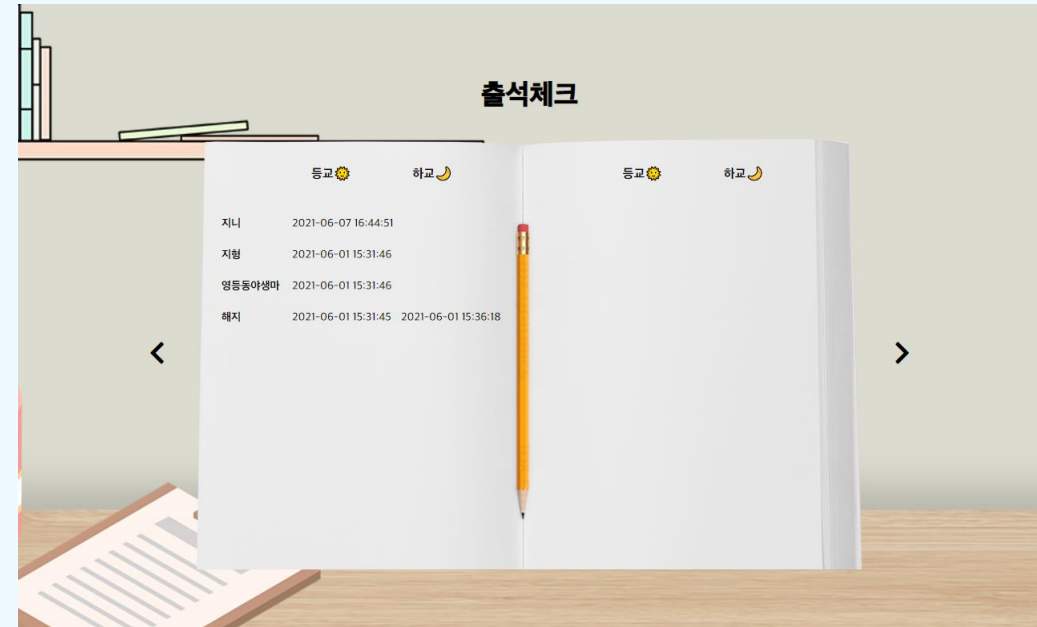 출석체크
등교🌞 하교🌙 등교🌞 하교🌙
지니 2021-06-07 16:44:51
지형 2021-06-01 15:31:46
영등동야생마 2021-06-01 15:31:46
해지 2021-06-01 15:31:45 2021-06-01 15:36:18